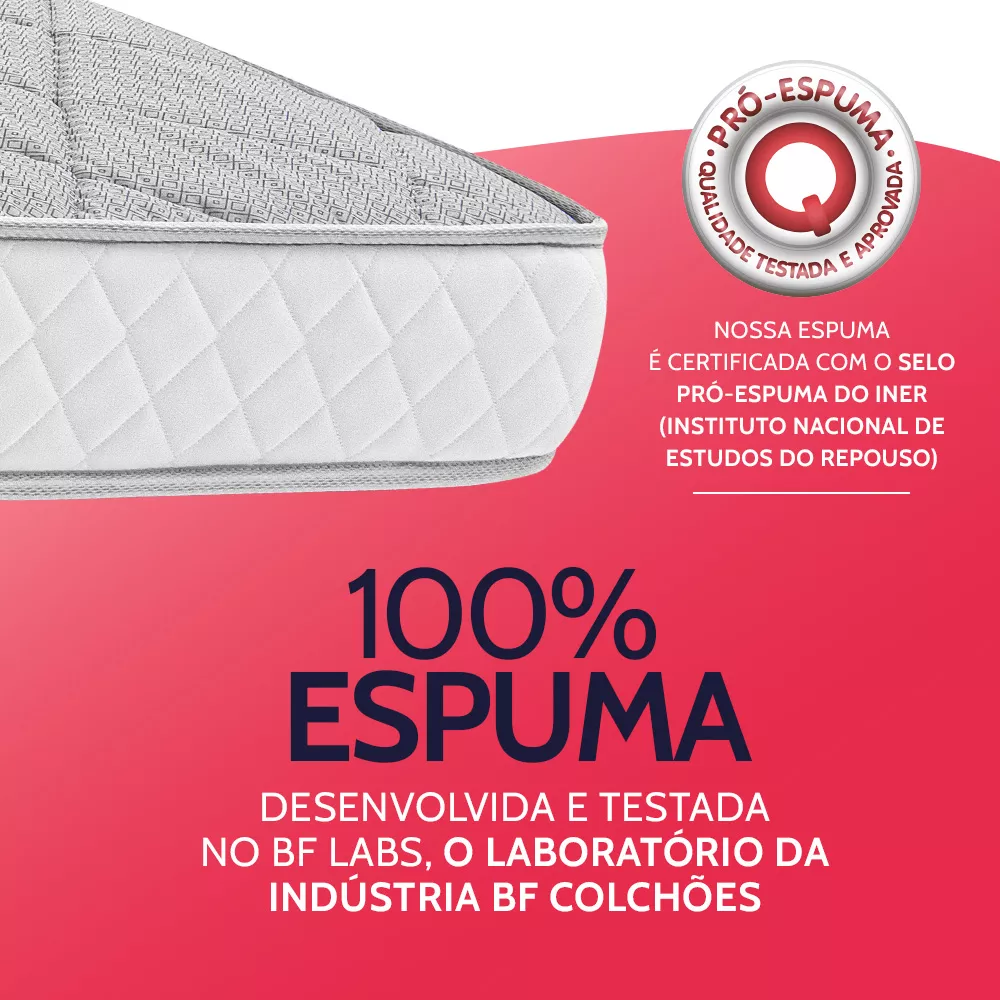 PRÓ-ESPUMA
QUALIDADE TESTADA E APROVADA
Q
NOSSA ESPUMA
É CERTIFICADA COM O SELO
PRÓ-ESPUMA DO INER
(INSTITUTO NACIONAL DE
ESTUDOS DO REPOUSO)
100%
ESPUMA
DESENVOLVIDA E TESTADA
NO BF LABS, O LABORATÓRIO DA
INDÚSTRIA BF COLCHÕES